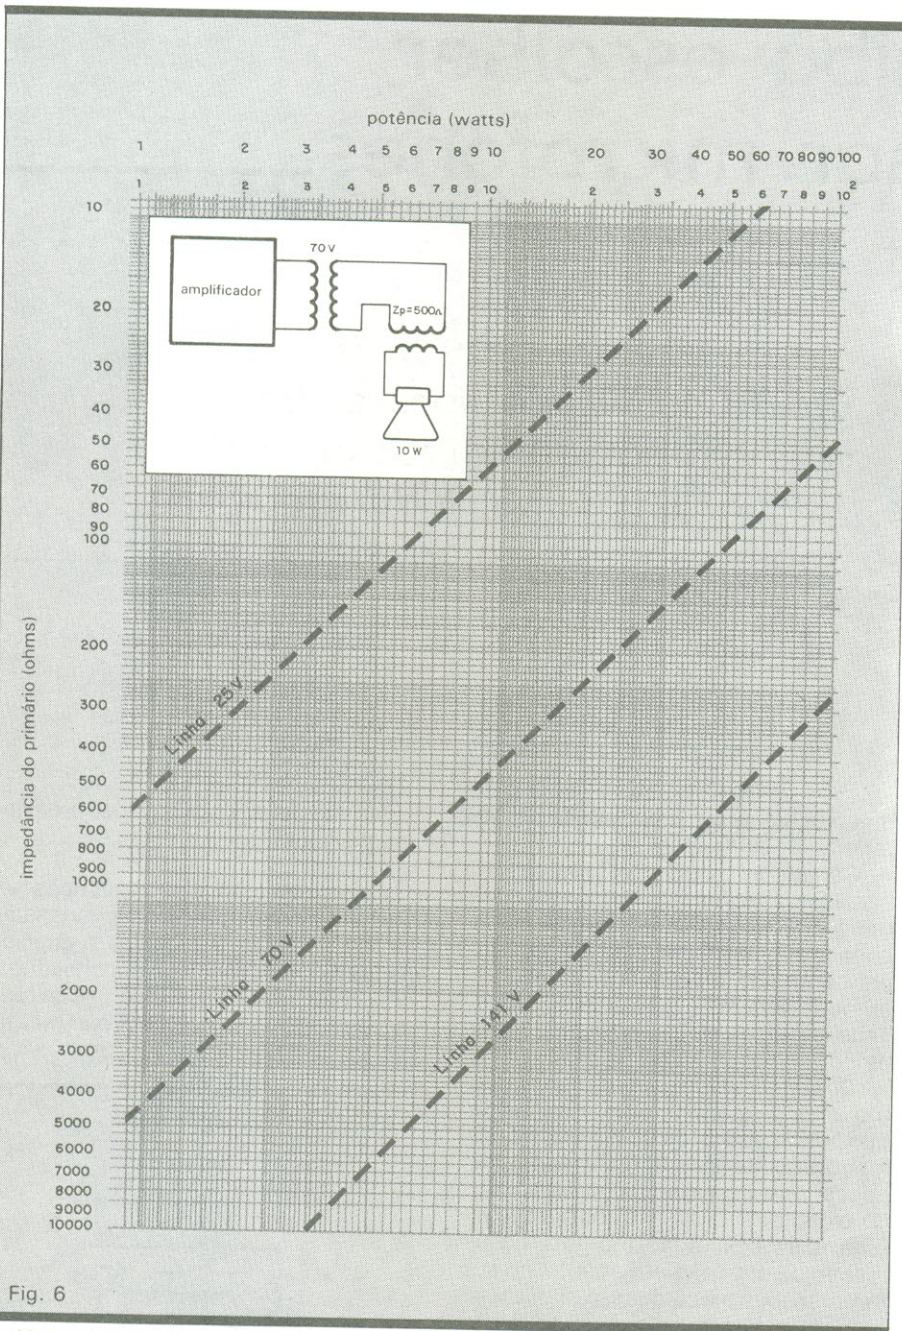 potência (watts)
1 2 3 4 5 6 7 8 9 10 20 30 40 50 60 70 80 90 100
1 2 3 4 5 6 7 8 9 10 2 3 4 5 6 7 8 9 10²
10
20
30
40
50
60
70
80
90
100
200
300
400
500
600
700
800
900
1000
2000
3000
4000
5000
6000
7000
8000
9000
10000
impedância do primário (ohms)
amplificador
70 V
Zp=500Ω
10 W
Linha 25 V
Linha 70 V
Linha 141 V
Fig. 6